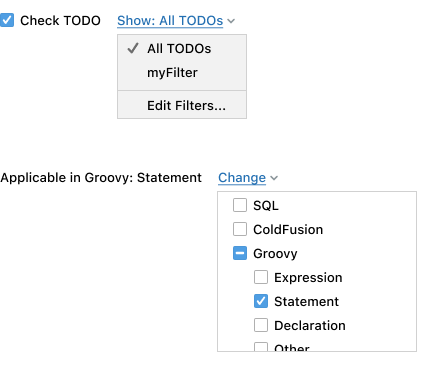 Check TODO Show: All TODOs
All TODOs
myFilter
Edit Filters...
Applicable in Groovy: Statement Change
SQL
ColdFusion
Groovy
Expression
Statement
Declaration
Other